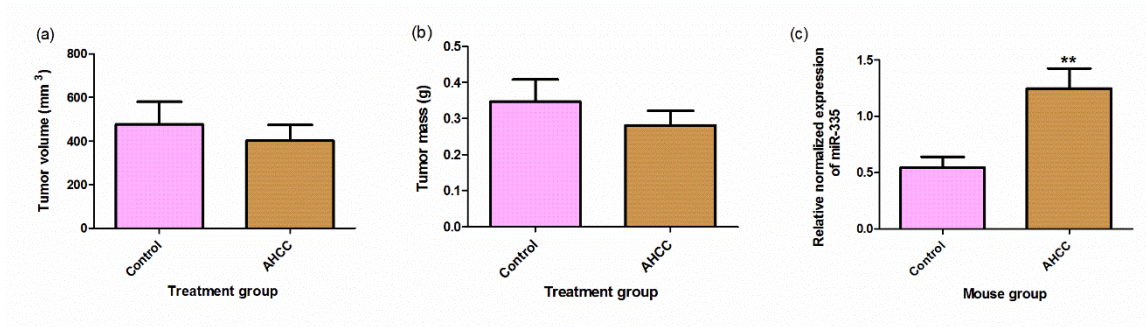 (a)
Tumor volume (mm 3)
800
600
400
200
0
Control
AHCC
Treatment group
(b)
Tumor mass (g)
0.5
0.4
0.3
0.2
0.1
0.0
Control
AHCC
Treatment group
(c)
Relative normalized expression
of miR-335
1.5
1.0
0.5
0.0
**
Control
AHCC
Mouse group